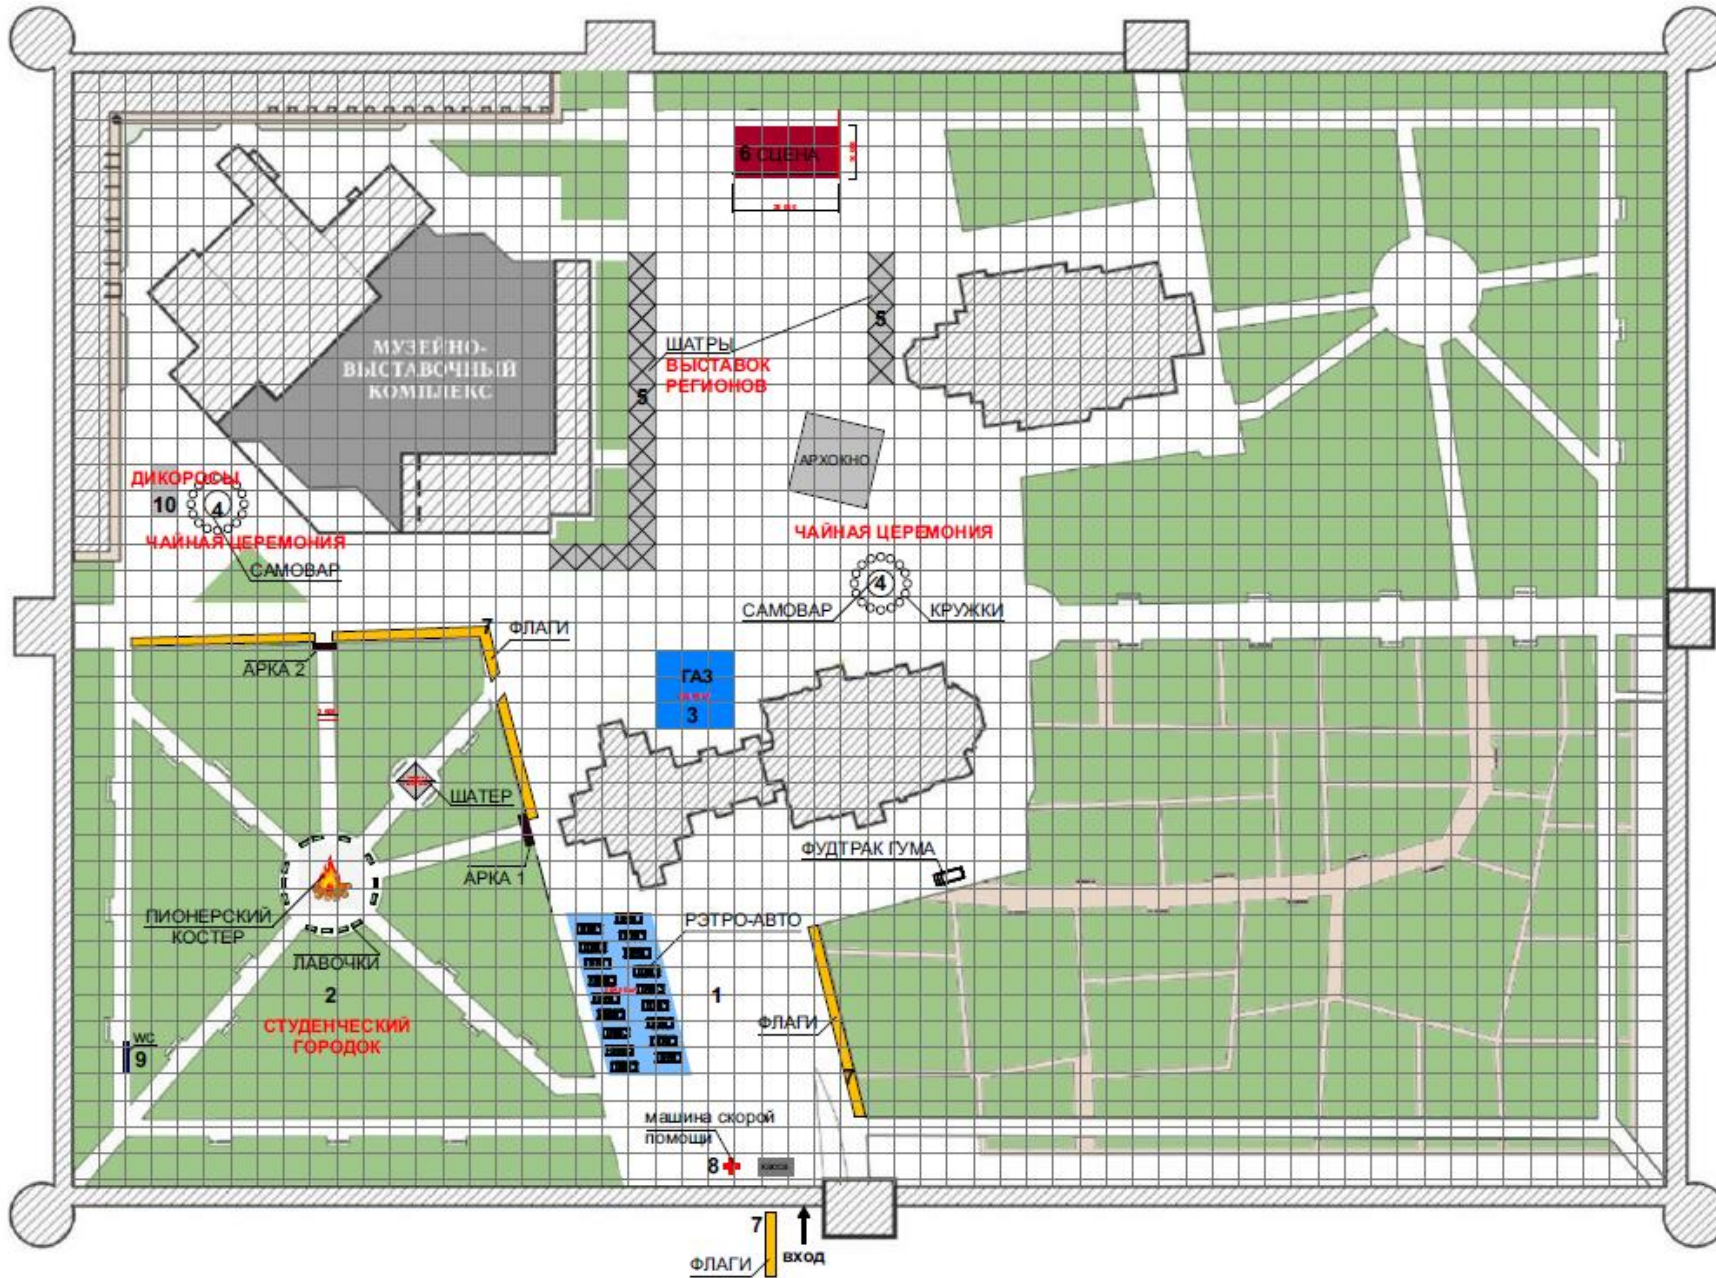 6 СЦЕНА
МУЗЕЙНО-
ВЫСТАВОЧНЫЙ
КОМПЛЕКС
5
5
ШАТРЫ
ВЫСТАВОК
РЕГИОНОВ
АРХОКНО
ДИКОРОСЫ
10
4
ЧАЙНАЯ ЦЕРЕМОНИЯ
САМОВАР
ЧАЙНАЯ ЦЕРЕМОНИЯ
4
САМОВАР
КРУЖКИ
7
ФЛАГИ
АРКА 2
ГАЗ
3
ШАТЕР
АРКА 1
ФУДТРАК ГУМА
ПИОНЕРСКИЙ
КОСТЕР
ЛАВОЧКИ
2
СТУДЕНЧЕСКИЙ
ГОРОДОК
РЭТРО-АВТО
1
ФЛАГИ
7
WC
9
машина скорой
помощи
8
касса
7
ФЛАГИ
вход